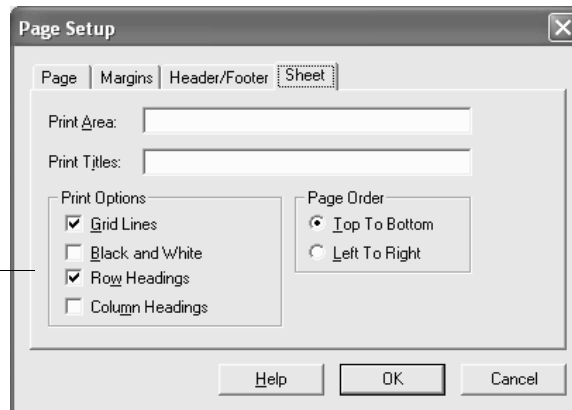 Page Setup
Page Margins Header/Footer Sheet
Print Area:
Print Titles:
Print Options
Grid Lines
Black and White
Row Headings
Column Headings
Page Order
Top To Bottom
Left To Right
Help OK Cancel